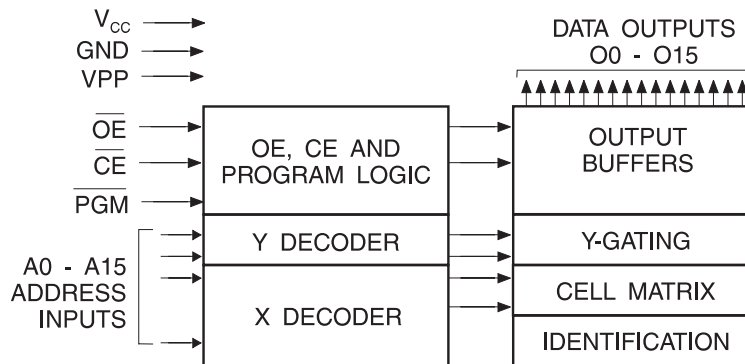 VCC
GND
VPP
DATA OUTPUTS
O0 - O15
OE
CE
PGM
OE, CE AND
PROGRAM LOGIC
OUTPUT
BUFFERS
A0 - A15
ADDRESS
INPUTS
Y DECODER
Y-GATING
X DECODER
CELL MATRIX
IDENTIFICATION